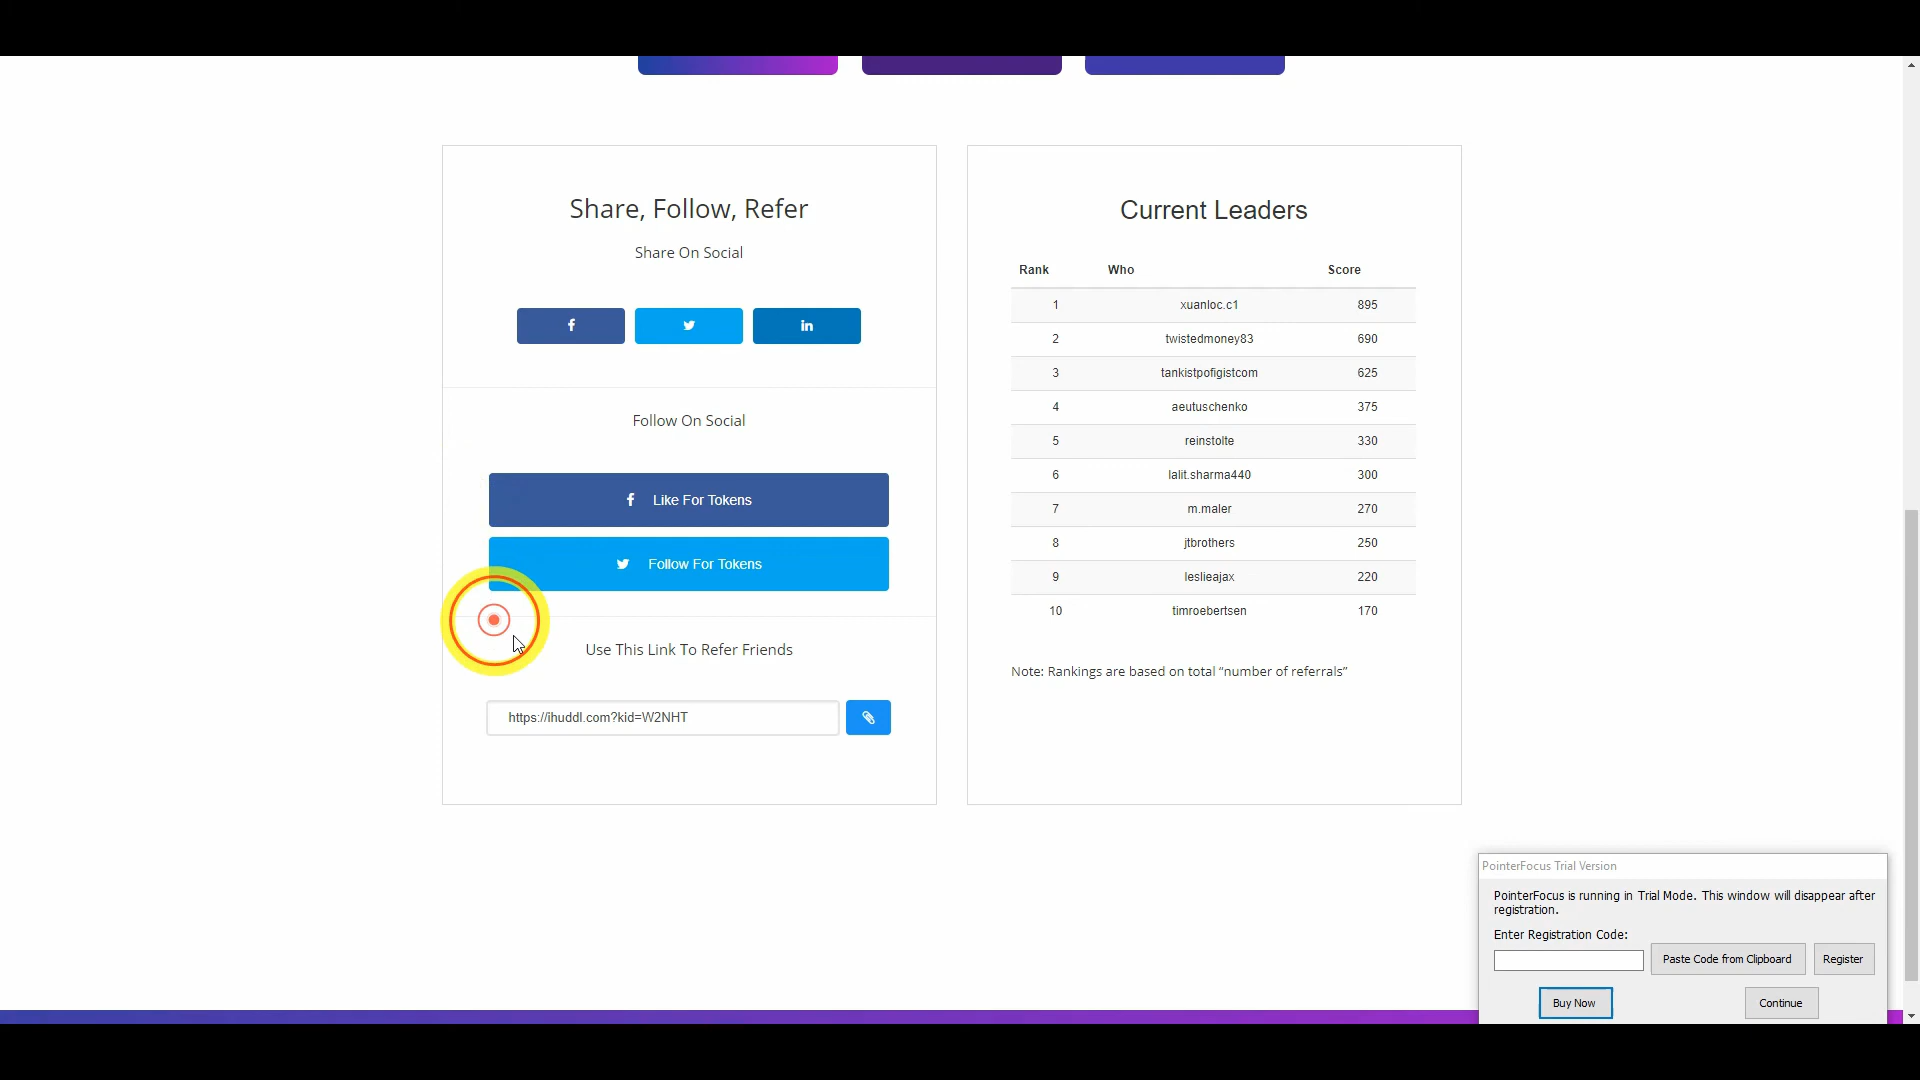 Share, Follow, Refer
Share On Social
Follow On Social
Like For Tokens
Follow For Tokens
Use This Link To Refer Friends
https://ihuddl.com?kid=W2NHT
Current Leaders
Rank Who Score
1 xuanloc.c1 895
2 twistedmoney83 690
3 tankistpofigistcom 625
4 aeutuschenko 375
5 reinstolte 330
6 lalit.sharma440 300
7 m.maler 270
8 jtbrothers 250
9 leslieajax 220
10 timroebertsen 170
Note: Rankings are based on total “number of referrals”
PointerFocus Trial Version
PointerFocus is running in Trial Mode. This window will disappear after
registration.
Enter Registration Code:
Paste Code from Clipboard Register
Buy Now Continue